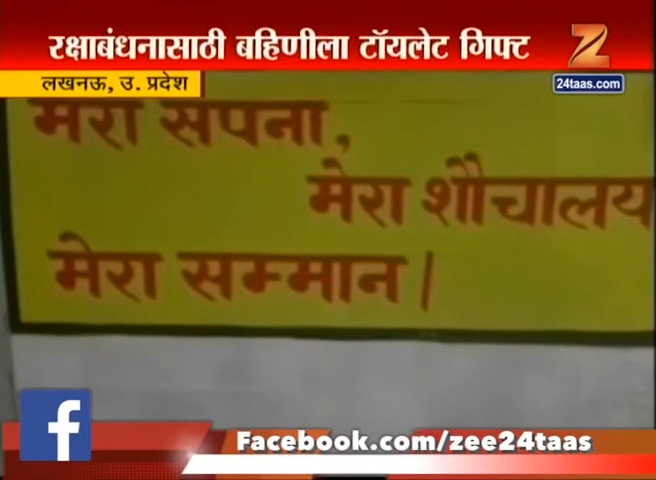 रक्षाबंधनासाठी बहिणीला टॉयलेट गिफ्ट
24taas.com
लखनऊ, उ. प्रदेश
मेरा सपना,
मेरा शौचालय
मेरा सम्मान।
Facebook.com/zee24taas